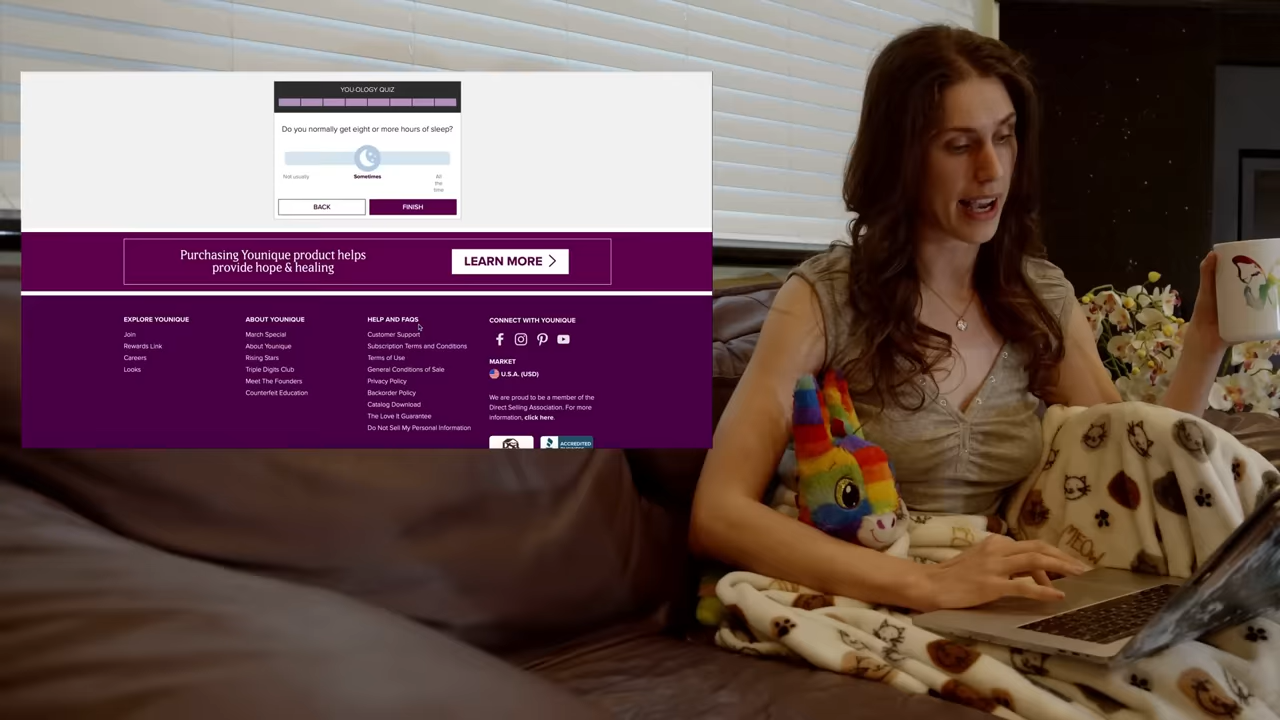 YOU·OLOGY QUIZ
Do you normally get eight or more hours of sleep?
Not usually
Sometimes
All
the
time
BACK
FINISH
Purchasing Younique product helps
provide hope & healing
LEARN MORE
EXPLORE YOUNIQUE
Join
Rewards Link
Careers
Looks
ABOUT YOUNIQUE
March Special
About Younique
Rising Stars
Triple Digits Club
Meet The Founders
Counterfeit Education
HELP AND FAQS
Customer Support
Subscription Terms and Conditions
Terms of Use
General Conditions of Sale
Privacy Policy
Backorder Policy
Catalog Download
The Love It Guarantee
Do Not Sell My Personal Information
CONNECT WITH YOUNIQUE
MARKET
U.S.A. (USD)
We are proud to be a member of the
Direct Selling Association. For more
information, click here.
ACCREDITED
MEOW